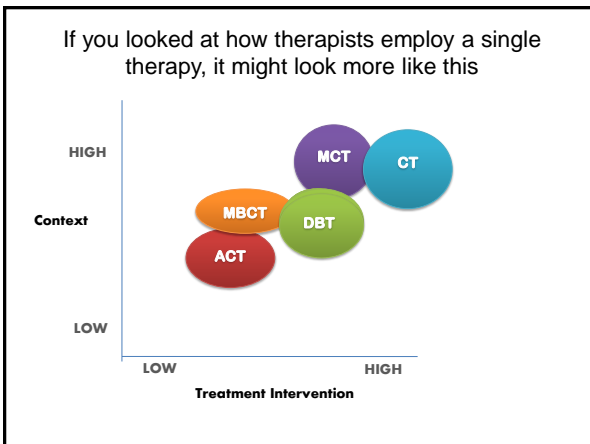 If you looked at how therapists employ a single
therapy, it might look more like this
HIGH
MCT
CT
MBCT
Context
DBT
ACT
LOW
LOW
HIGH
Treatment Intervention